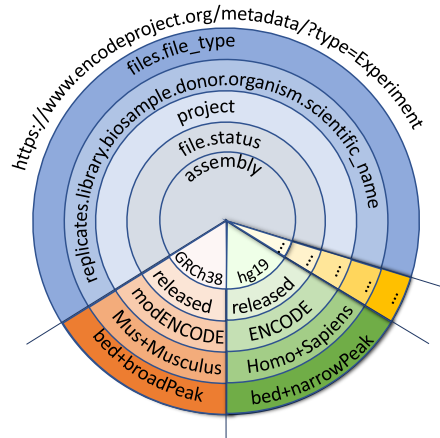 https://www.encodeproject.org/metadata/?type=Experiment
files.file_type
replicates.library.biosample.donor.organism.scientific_name
project
file.status
assembly
GRCh38
released
modENCODE
Mus+Musculus
bed+broadPeak
hg19
released
ENCODE
Homo+Sapiens
bed+narrowPeak
...
...
...
...
...